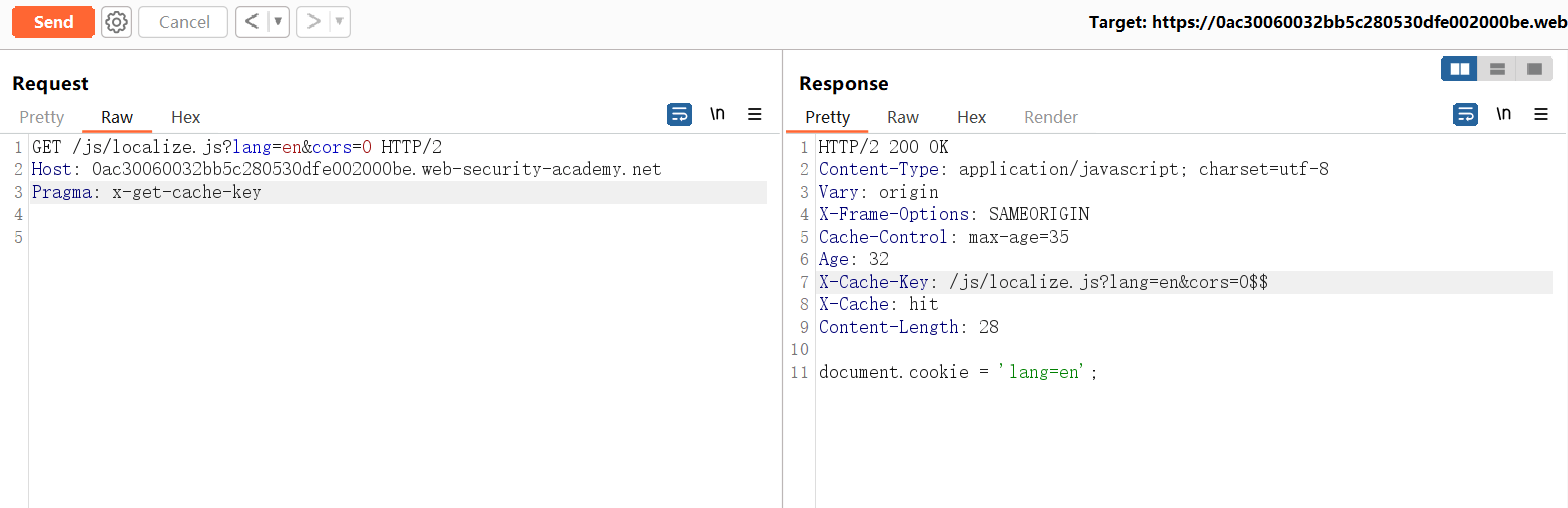 Send Cancel < > Target: https://0ac30060032bb5c280530dfe002000be.web
Request
Pretty Raw Hex \n
1 GET /js/localize.js?lang=en&cors=0 HTTP/2
2 Host: 0ac30060032bb5c280530dfe002000be.web-security-academy.net
3 Pragma: x-get-cache-key
4
5
Response
Pretty Raw Hex Render \n
1 HTTP/2 200 OK
2 Content-Type: application/javascript; charset=utf-8
3 Vary: origin
4 X-Frame-Options: SAMEORIGIN
5 Cache-Control: max-age=35
6 Age: 32
7 X-Cache-Key: /js/localize.js?lang=en&cors=0$$
8 X-Cache: hit
9 Content-Length: 28
10
11 document.cookie = 'lang=en';